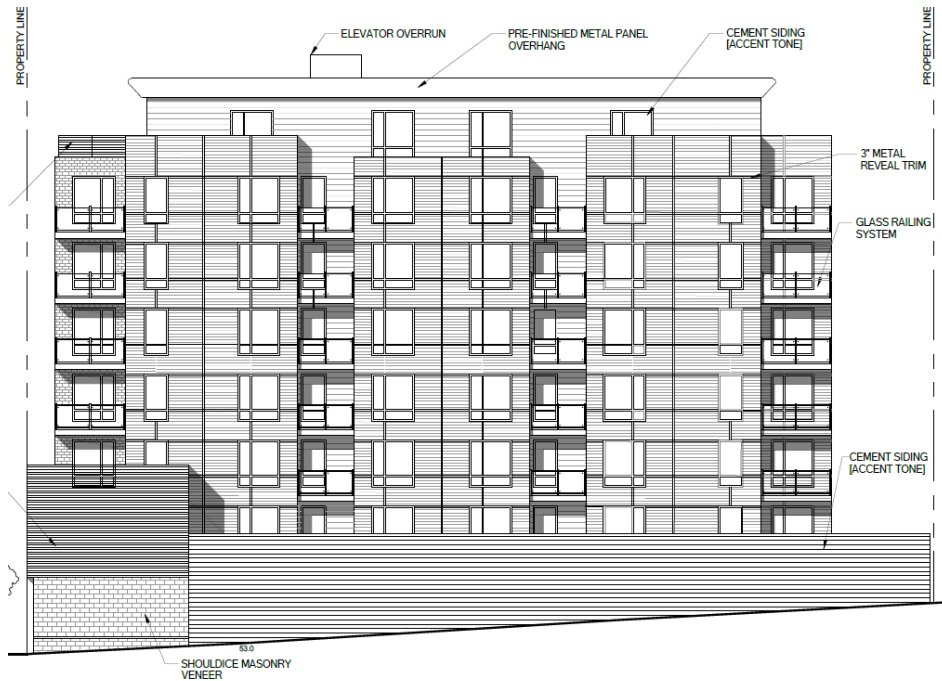 PROPERTY LINE
ELEVATOR OVERRUN
PRE-FINISHED METAL PANEL
OVERHANG
CEMENT SIDING
[ACCENT TONE]
PROPERTY LINE
3" METAL
REVEAL TRIM
GLASS RAILING
SYSTEM
CEMENT SIDING
[ACCENT TONE]
53.0
SHOULDICE MASONRY
VENEER